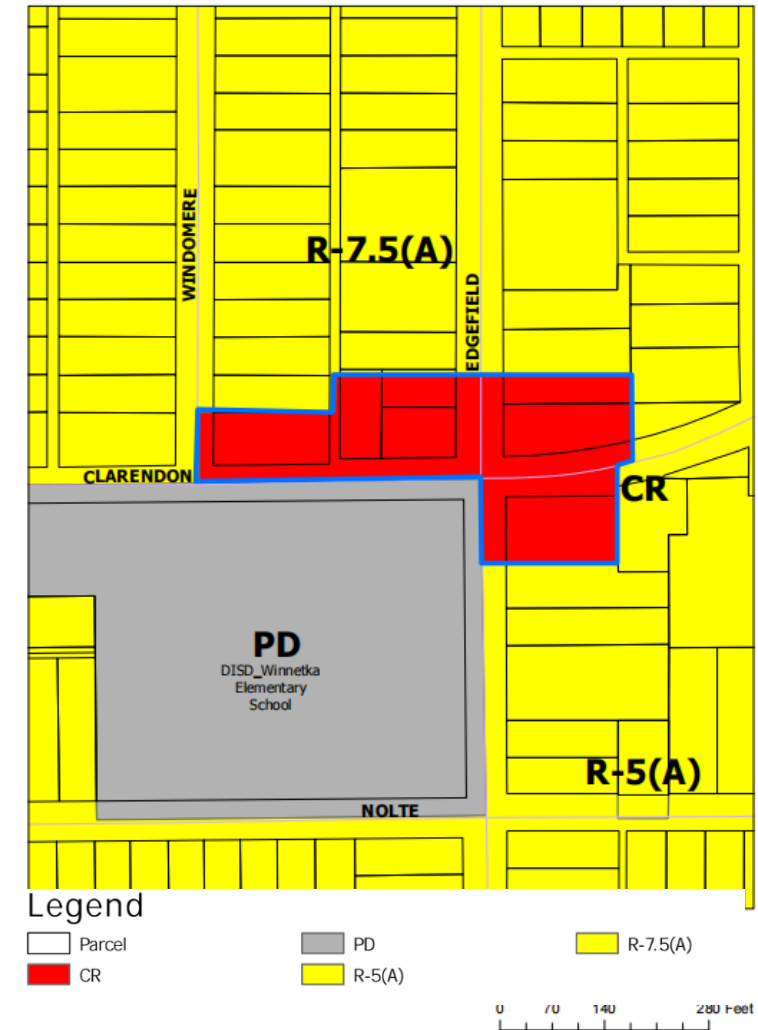 WINDOMERE
R-7.5(A)
EDGEFIELD
CLARENDON
CR
PD
DISD_Winnetka
Elementary
School
R-5(A)
NOLTE
Legend
Parcel
PD
R-7.5(A)
CR
R-5(A)
0 70 140 280 Feet